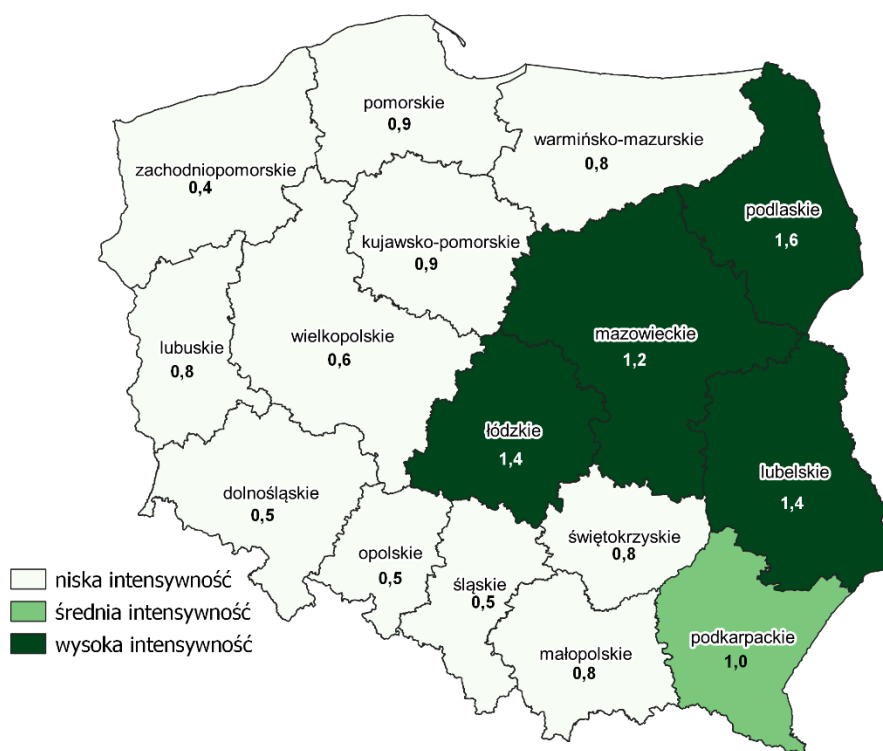 pomorskie
0,9
warmińsko-mazurskie
0,8
zachodniopomorskie
0,4
podlaskie
1,6
kujawsko-pomorskie
0,9
mazowieckie
1,2
wielkopolskie
0,6
lubuskie
0,8
łódzkie
1,4
lubelskie
1,4
dolnośląskie
0,5
świętokrzyskie
0,8
opolskie
0,5
śląskie
0,5
podkarpackie
1,0
małopolskie
0,8
niska intensywność
średnia intensywność
wysoka intensywność